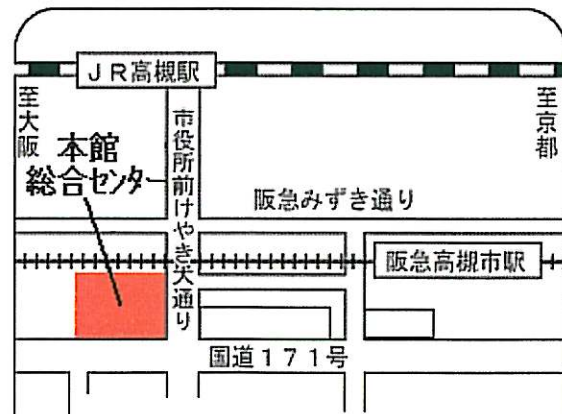 JR高槻駅
至大阪
至京都
市役所前けやき大通り
本館
総合センター
阪急みずき通り
阪急高槻市駅
国道171号